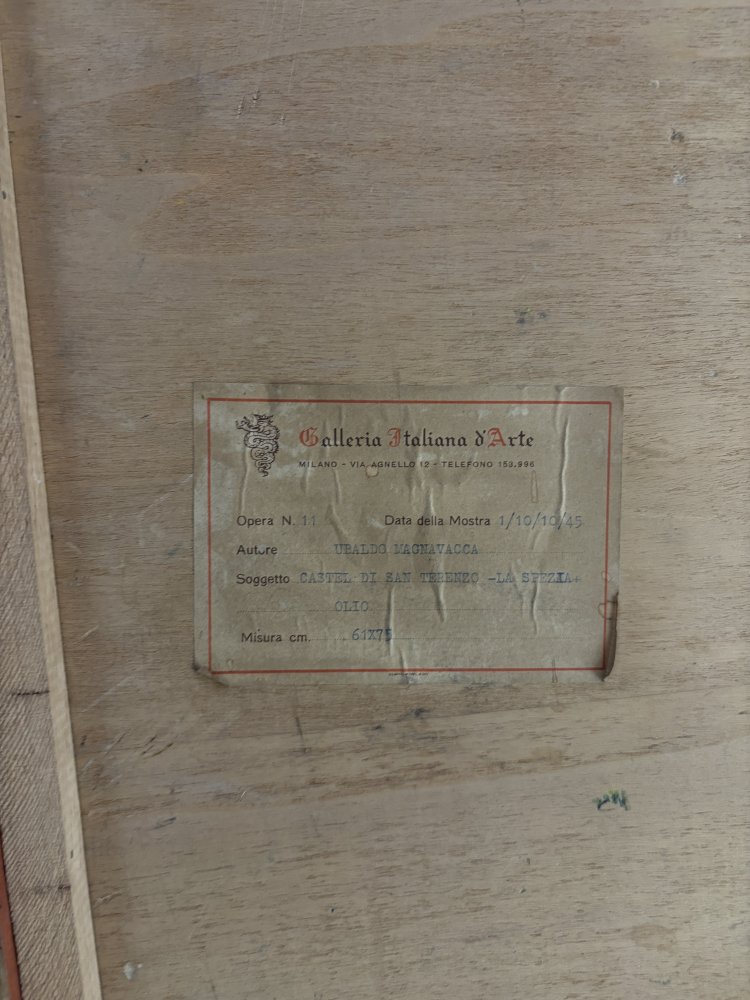 Galleria Italiana d'Arte
MILANO - VIA AGNELLO 12 - TELEFONO 153.996
Opera N. 11 Data della Mostra 1/10/10/45
Autore UBALDO MAGNAVACCA
Soggetto CASTEL DI SAN TERENZO -LA SPEZIA+
OLIO
Misura cm. 61X75